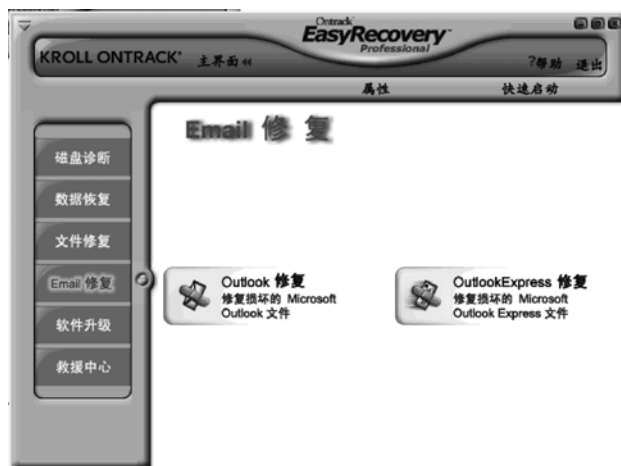 Ontrack
EasyRecovery
Professional
KROLL ONTRACK
主界面
?帮助 退出
属性 快速启动
Email 修 复
磁盘诊断
数据恢复
文件修复
Email 修复
软件升级
救援中心
Outlook 修复
修复损坏的 Microsoft
Outlook 文件
OutlookExpress 修复
修复损坏的 Microsoft
Outlook Express 文件